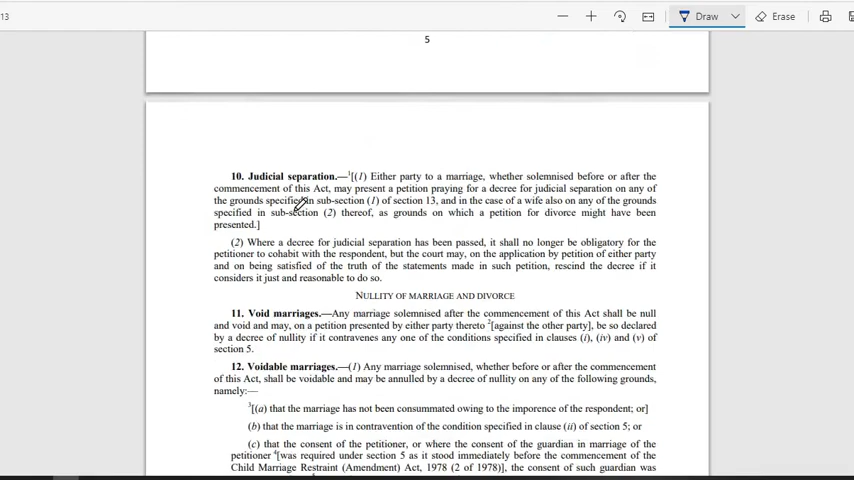 13
Draw
Erase
5
10. Judicial separation.—1[(1) Either party to a marriage, whether solemnised before or after the
commencement of this Act, may present a petition praying for a decree for judicial separation on any of
the grounds specified in sub-section (1) of section 13, and in the case of a wife also on any of the grounds
specified in sub-section (2) thereof, as grounds on which a petition for divorce might have been
presented.]
(2) Where a decree for judicial separation has been passed, it shall no longer be obligatory for the
petitioner to cohabit with the respondent, but the court may, on the application by petition of either party
and on being satisfied of the truth of the statements made in such petition, rescind the decree if it
considers it just and reasonable to do so.
NULLITY OF MARRIAGE AND DIVORCE
11. Void marriages.—Any marriage solemnised after the commencement of this Act shall be null
and void and may, on a petition presented by either party thereto 2[against the other party], be so declared
by a decree of nullity if it contravenes any one of the conditions specified in clauses (i), (iv) and (v) of
section 5.
12. Voidable marriages.—(1) Any marriage solemnised, whether before or after the commencement
of this Act, shall be voidable and may be annulled by a decree of nullity on any of the following grounds,
namely:—
3[(a) that the marriage has not been consummated owing to the imporence of the respondent; or]
(b) that the marriage is in contravention of the condition specified in clause (ii) of section 5; or
(c) that the consent of the petitioner, or where the consent of the guardian in marriage of the
petitioner 4[was required under section 5 as it stood immediately before the commencement of the
Child Marriage Restraint (Amendment) Act, 1978 (2 of 1978)], the consent of such guardian was